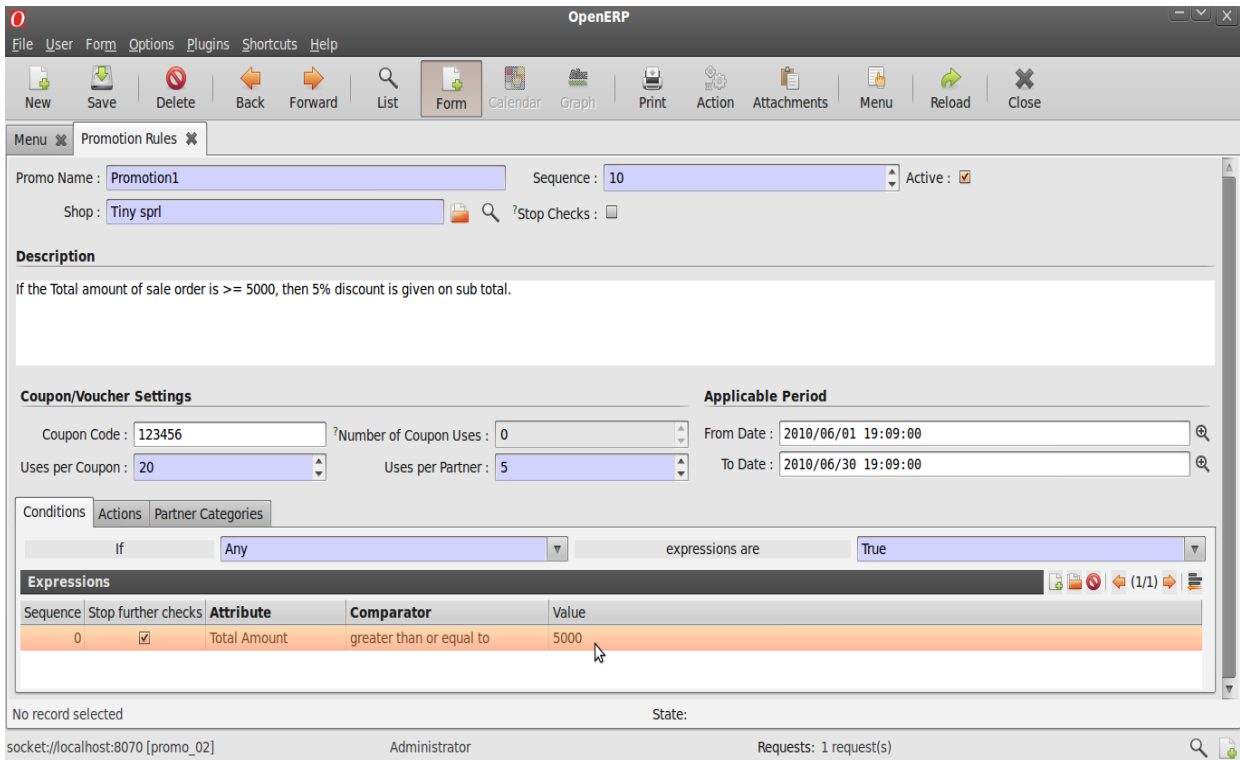 OpenERP
File User Form Options Plugins Shortcuts Help
New Save Delete Back Forward List Form Calendar Graph Print Action Attachments Menu Reload Close
Menu Promotion Rules
Promo Name : Promotion1 Sequence : 10 Active :
Shop : Tiny sprl ?Stop Checks :
Description
If the Total amount of sale order is >= 5000, then 5% discount is given on sub total.
Coupon/Voucher Settings Applicable Period
Coupon Code : 123456 ?Number of Coupon Uses : 0 From Date : 2010/06/01 19:09:00
Uses per Coupon : 20 Uses per Partner : 5 To Date : 2010/06/30 19:09:00
Conditions Actions Partner Categories
If Any expressions are True
Expressions (1/1)
Sequence Stop further checks Attribute Comparator Value
0 Total Amount greater than or equal to 5000
No record selected State:
socket://localhost:8070 [promo_02] Administrator Requests: 1 request(s)